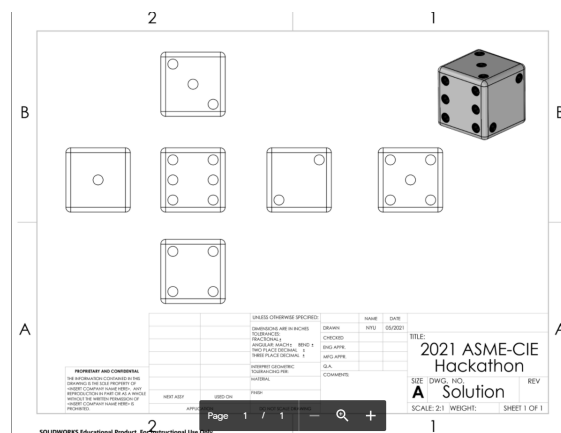 2
1
B
A
A
UNLESS OTHERWISE SPECIFIED:
NAME
DATE
DIMENSIONS ARE IN INCHES
TOLERANCES:
FRACTIONAL ±
ANGULAR: MACH ± BEND ±
TWO PLACE DECIMAL ±
THREE PLACE DECIMAL ±
DRAWN
NYU
05/2021
CHECKED
ENG APPR.
MFG APPR.
INTERPRET GEOMETRIC
TOLERANCING PER:
Q.A.
COMMENTS:
MATERIAL
FINISH
TITLE:
2021 ASME-CIE
Hackathon
SIZE
A
DWG. NO.
Solution
REV
SCALE: 2:1
WEIGHT:
SHEET 1 OF 1
PROPRIETARY AND CONFIDENTIAL
THE INFORMATION CONTAINED IN THIS
DRAWING IS THE SOLE PROPERTY OF
<INSERT COMPANY NAME HERE>. ANY
REPRODUCTION IN PART OR AS A WHOLE
WITHOUT THE WRITTEN PERMISSION OF
<INSERT COMPANY NAME HERE> IS
PROHIBITED.
NEXT ASSY
USED ON
Page 1 / 1
2
1
SOLIDWORKS Educational Product. For Instructional Use Only.